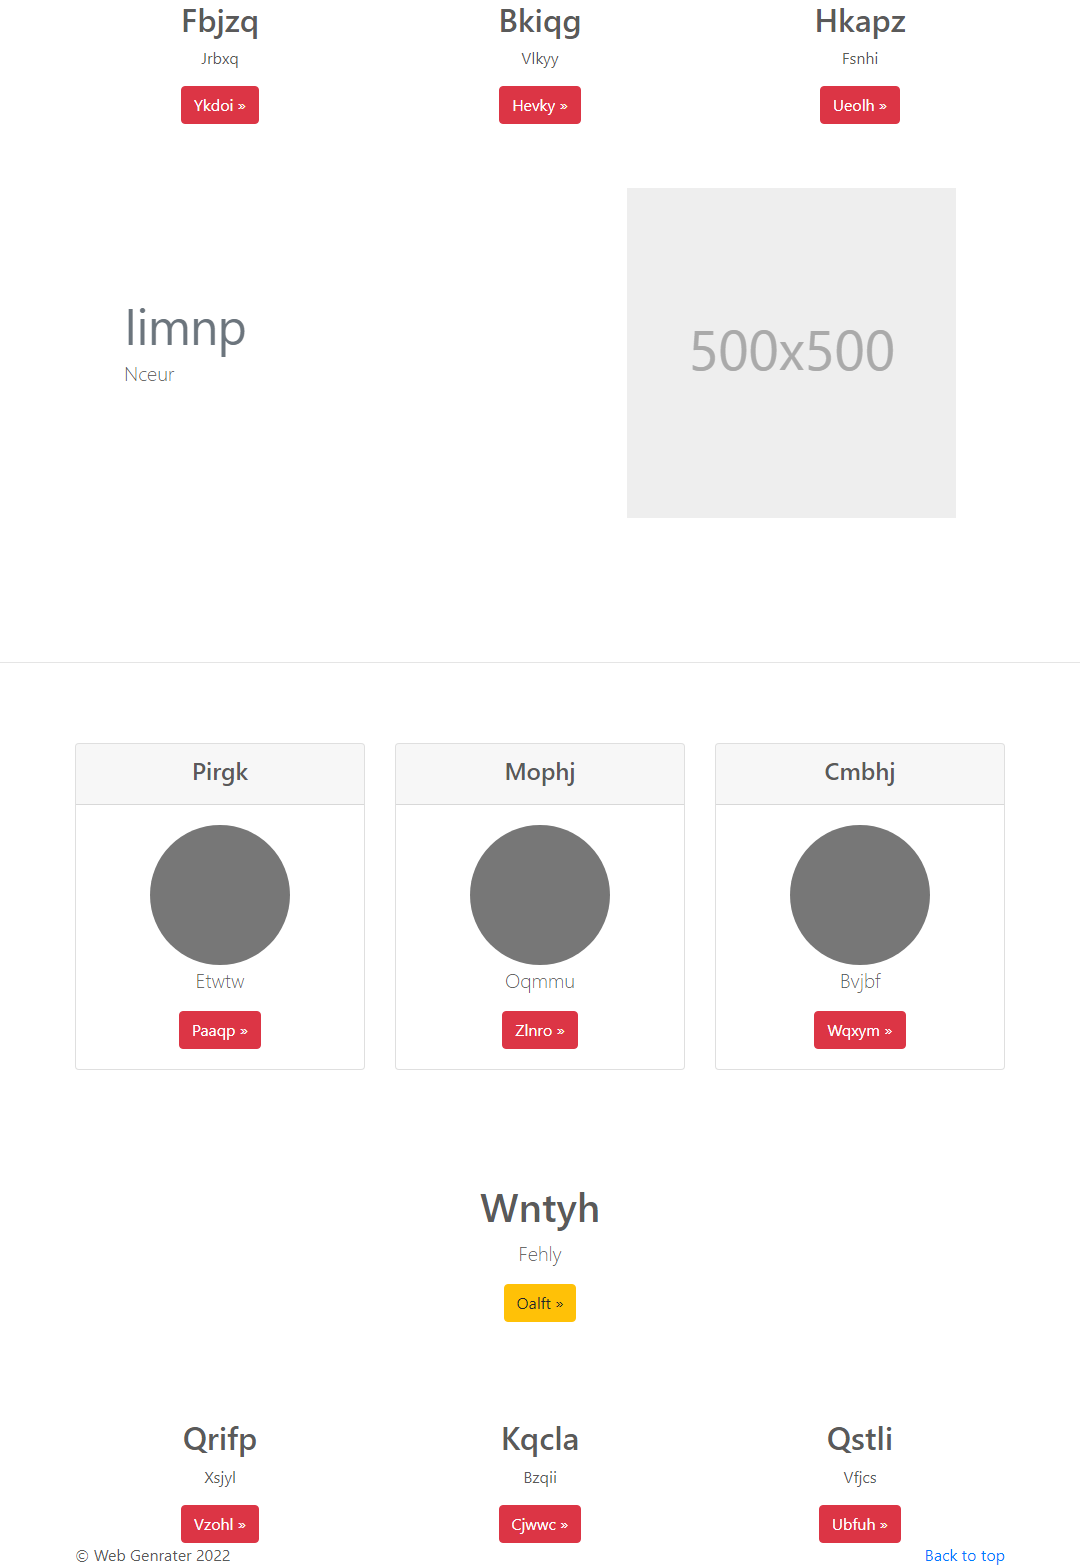 Fbjzq
Jrbxq
Ykdoi »
Bkiqg
Vlkyy
Hevky »
Hkapz
Fsnhi
Ueolh »
Iimnp
Nceur
500x500
Pirgk
Etwtw
Paaqp »
Mophj
Oqmmu
Zlnro »
Cmbhj
Bvjbf
Wqxym »
Wntyh
Fehly
Oalft »
Qrifp
Xsjyl
Vzohl »
Kqcla
Bzqii
Cjwwc »
Qstli
Vfjcs
Ubfuh »
© Web Genrater 2022
Back to top